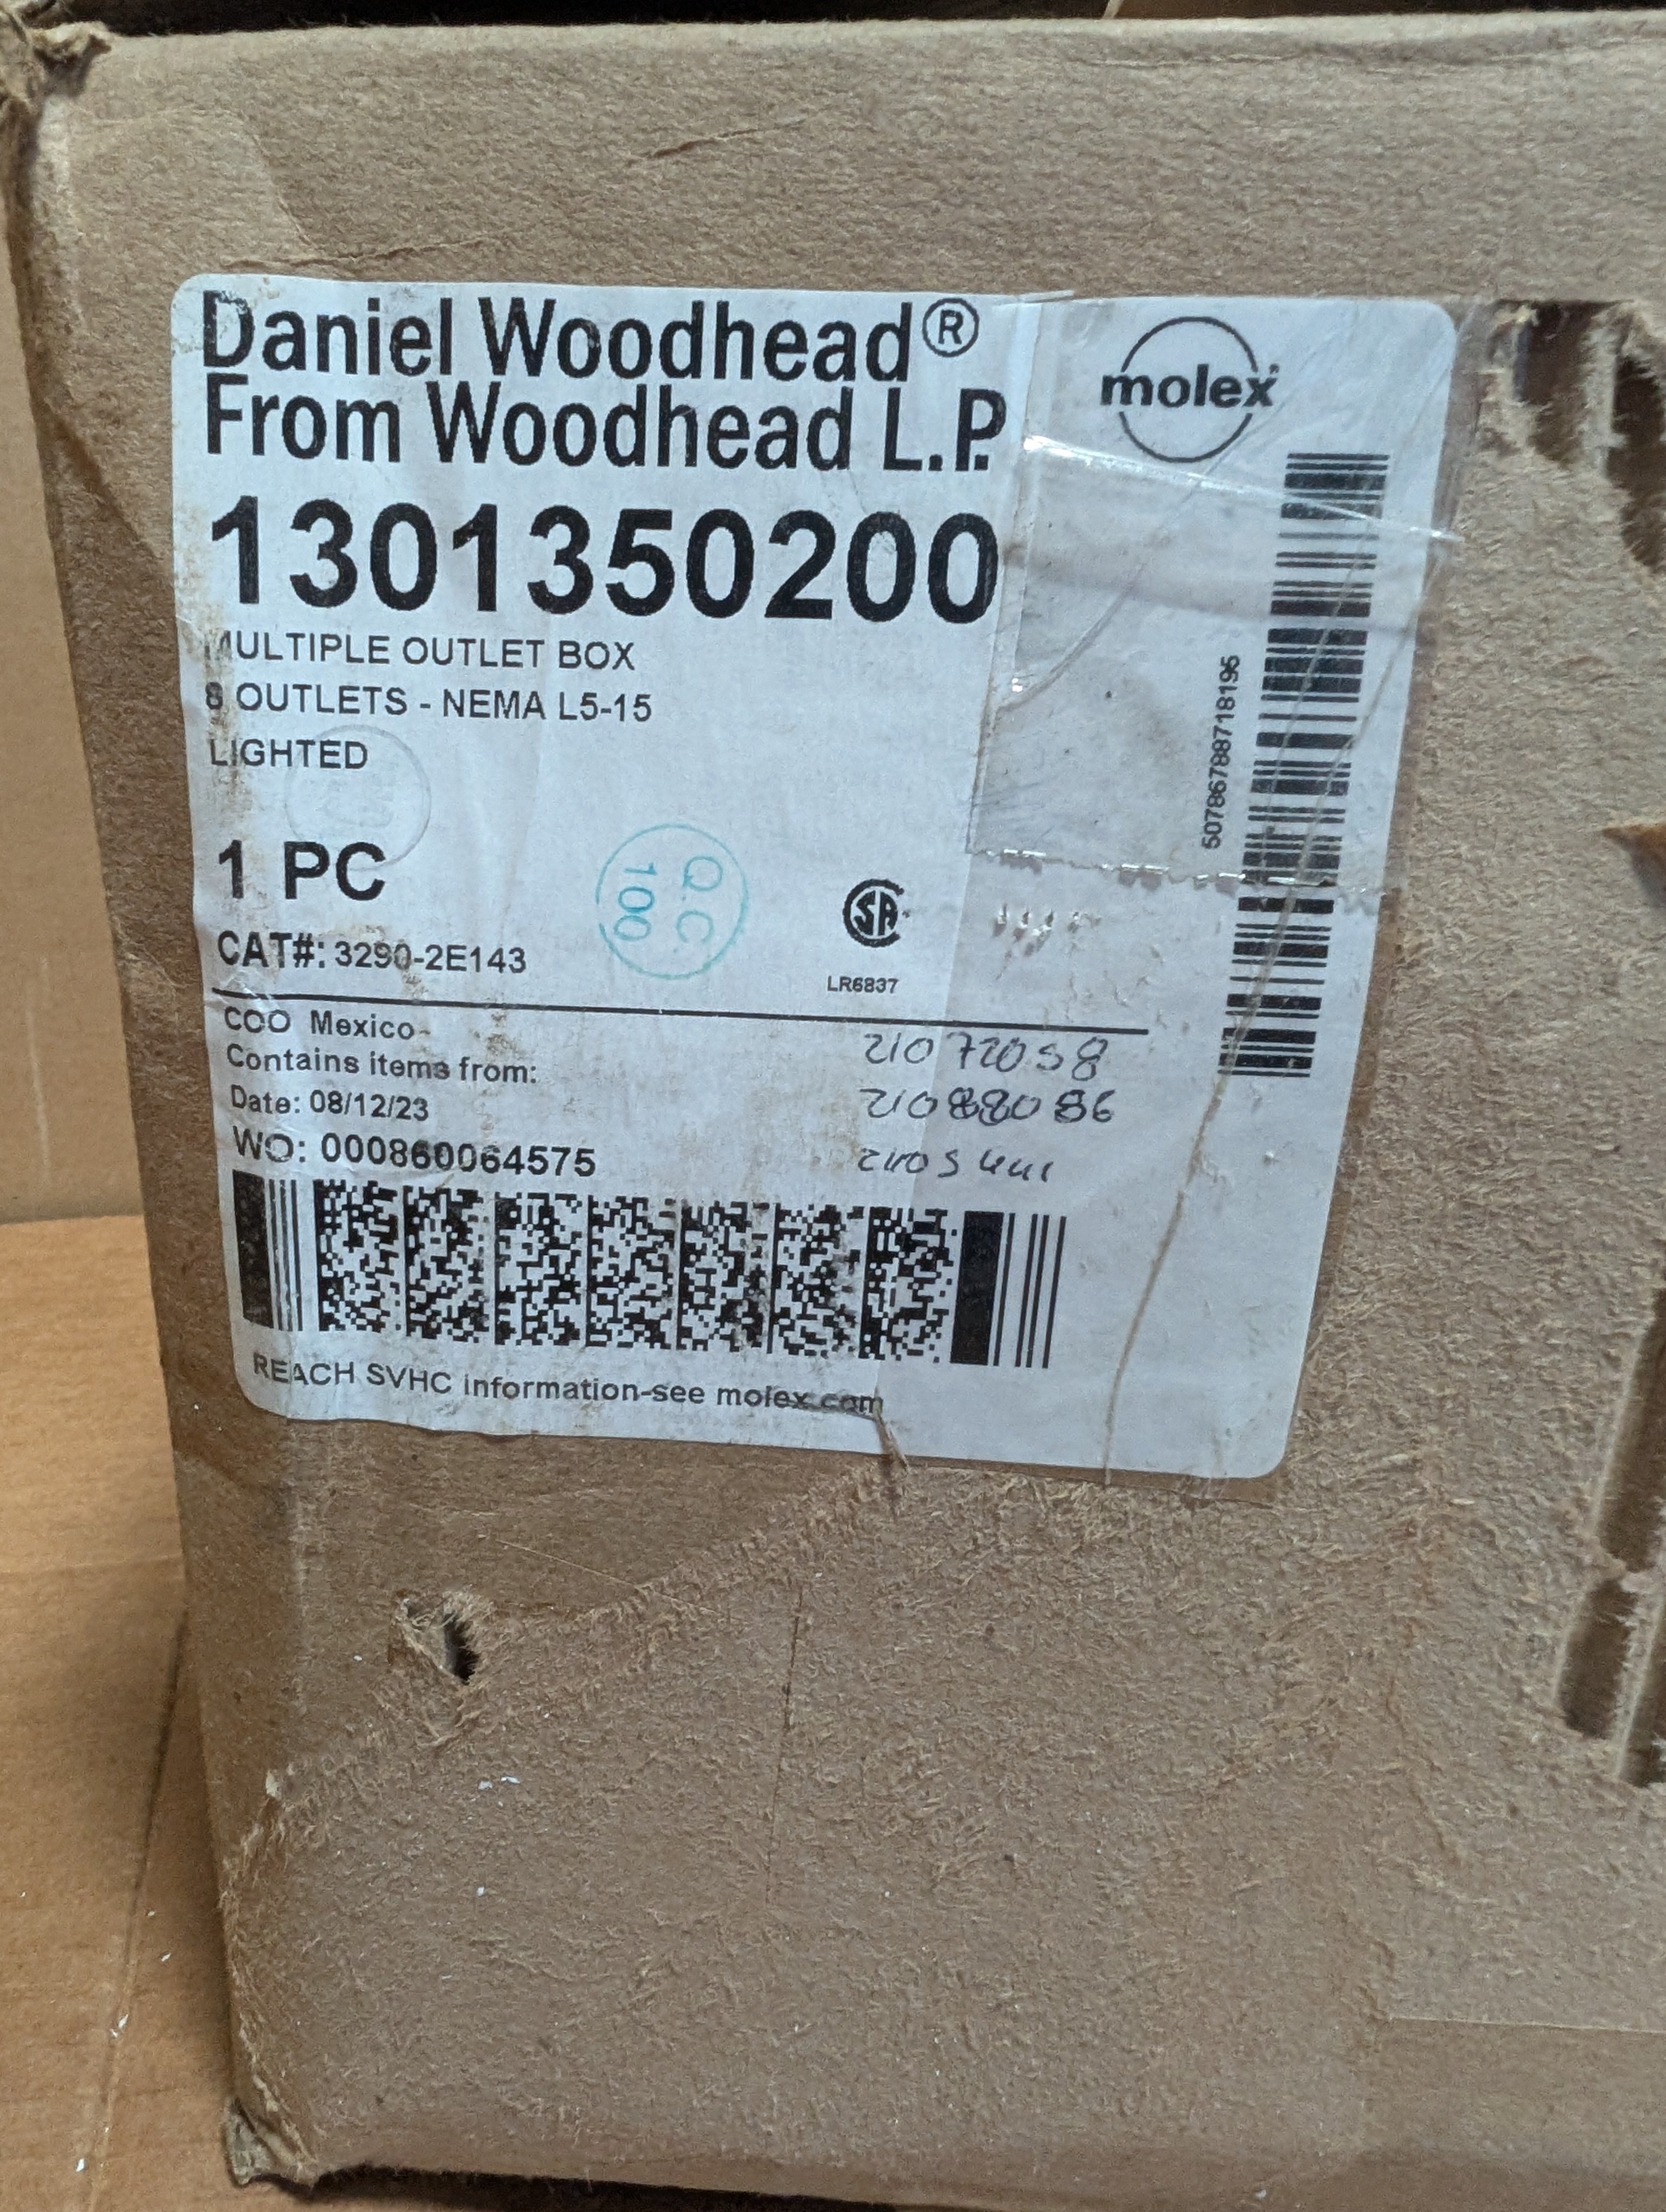 Daniel Woodhead®
From Woodhead L.P.
molex
1301350200
MULTIPLE OUTLET BOX
8 OUTLETS - NEMA L5-15
LIGHTED
50786788718195
1 PC
Q.C
100
SA
LR6837
CAT#: 3290-2E143
COO Mexico
Contains items from:
Date: 08/12/23
WO: 000860064575
21072058
REACH SVHC information-see molex.com